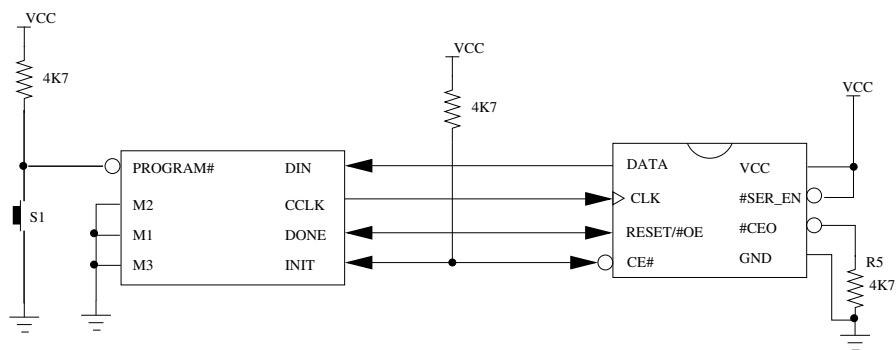 VCC
4K7
S1
PROGRAM#
M2
M1
M3
DIN
CCLK
DONE
INIT
VCC
4K7
DATA
CLK
RESET/#OE
CE#
VCC
#SER_EN
#CEO
GND
VCC
R5
4K7